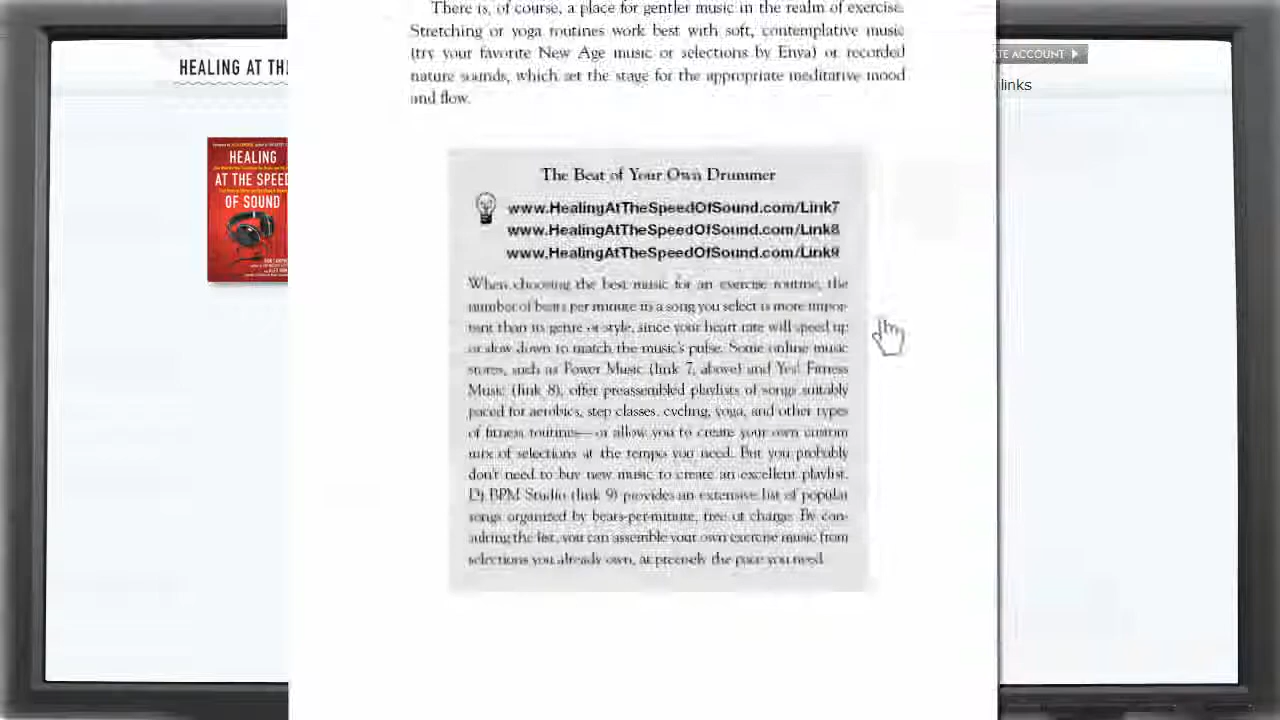 There is, of course, a place for gentler music in the realm of exercise.
Stretching or yoga routines work best with soft, contemplative music
(try your favorite New Age music or selections by Enya) or recorded
nature sounds, which set the stage for the appropriate meditative mood
and flow.
HEALING AT TH
TE ACCOUNT
links
HEALING
AT THE SPEED
OF SOUND
The Beat of Your Own Drummer
www.HealingAtTheSpeedOfSound.com/Link7
www.HealingAtTheSpeedOfSound.com/Link8
www.HealingAtTheSpeedOfSound.com/Link9
When choosing the best music for an exercise routine, the
number of beats per minute in a song you select is more impor-
tant than its genre or style, since your heart rate will speed up
or slow down to match the music's pulse. Some online music
stores, such as Power Music (link 7, above) and Yes! Fitness
Music (link 8), offer preassembled playlists of songs suitably
paced for aerobics, step classes, cycling, yoga, and other types
of fitness routines—or allow you to create your own custom
mix of selections at the tempo you need. But you probably
don't need to buy new music to create an excellent playlist.
Dj BPM Studio (link 9) provides an extensive list of popular
songs organized by beats-per-minute, free of charge. By con-
sulting the list, you can assemble your own exercise music from
selections you already own, at precisely the pace you need.